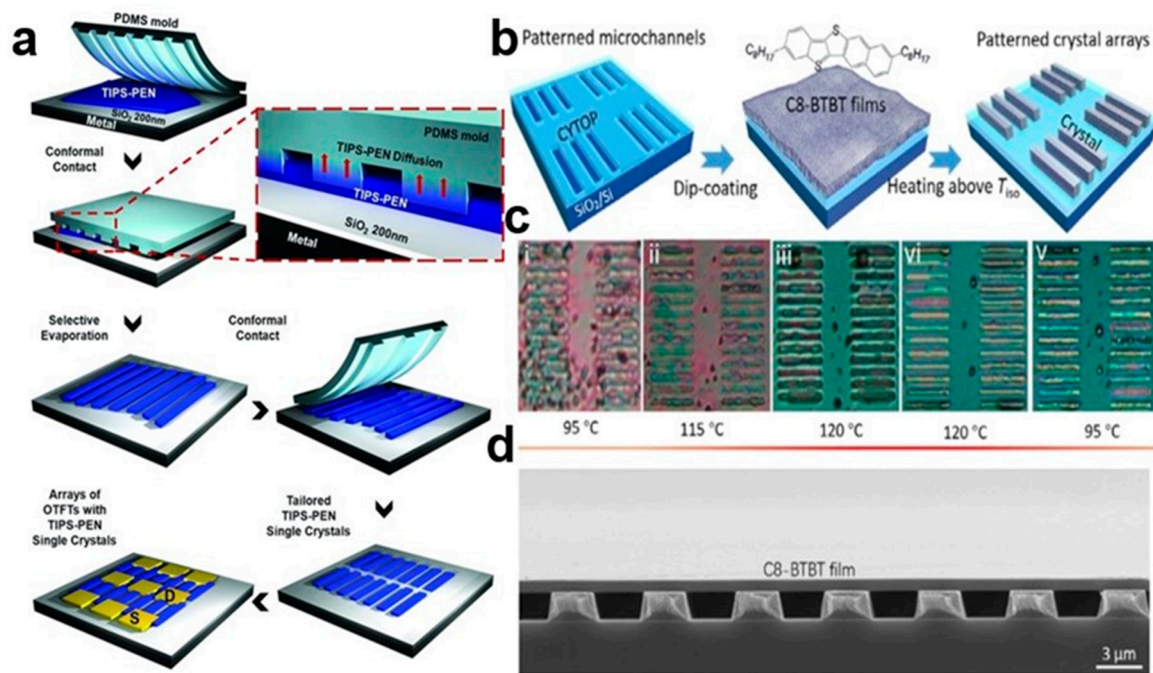 a
PDMS mold
TIPS-PEN
SiO₂ 200nm
Metal
Conformal
Contact
PDMS mold
TIPS-PEN Diffusion
TIPS-PEN
SiO₂ 200nm
Metal
Selective
Evaporation
Conformal
Contact
Arrays of
OTFTs with
TIPS-PEN
Single Crystals
D
S
Tailored
TIPS-PEN
Single Crystals
b
Patterned microchannels
CYTOP
SiO₂/Si
Dip-coating
C₈H₁₇
S
S
C₈H₁₇
C8-BTBT films
Heating above Tiso
Patterned crystal arrays
Crystal
c
i
ii
iii
vi
v
95 °C
115 °C
120 °C
120 °C
95 °C
d
C8-BTBT film
3 μm